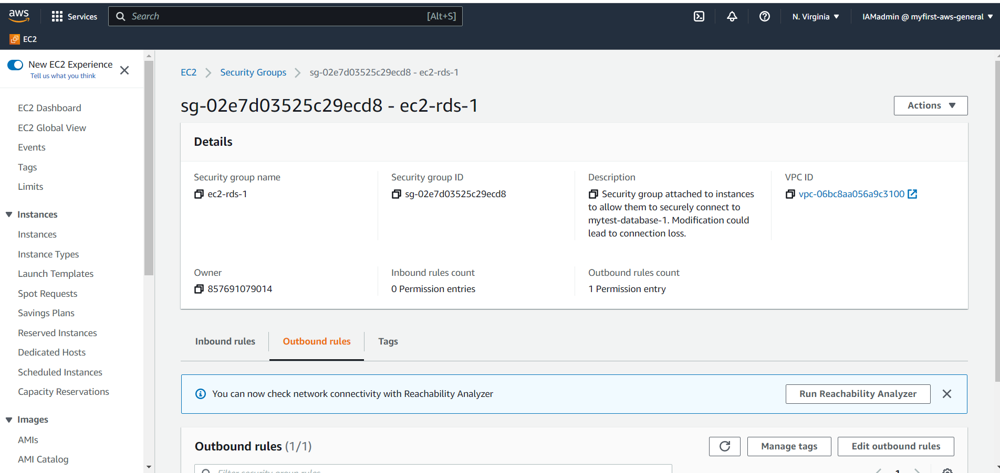 aws
Services
Search
[Alt+S]
N. Virginia
IAMadmin @ myfirst-aws-general
EC2
New EC2 Experience
Tell us what you think
EC2 Dashboard
EC2 Global View
Events
Tags
Limits
Instances
Instances
Instance Types
Launch Templates
Spot Requests
Savings Plans
Reserved Instances
Dedicated Hosts
Scheduled Instances
Capacity Reservations
Images
AMIs
AMI Catalog
EC2 > Security Groups > sg-02e7d03525c29ecd8 - ec2-rds-1
sg-02e7d03525c29ecd8 - ec2-rds-1
Actions
Details
Security group name
ec2-rds-1
Security group ID
sg-02e7d03525c29ecd8
Description
Security group attached to instances
to allow them to securely connect to
mytest-database-1. Modification could
lead to connection loss.
VPC ID
vpc-06bc8aa056a9c3100
Owner
857691079014
Inbound rules count
0 Permission entries
Outbound rules count
1 Permission entry
Inbound rules
Outbound rules
Tags
You can now check network connectivity with Reachability Analyzer
Run Reachability Analyzer
Outbound rules (1/1)
Manage tags
Edit outbound rules
Filter security group rules
1